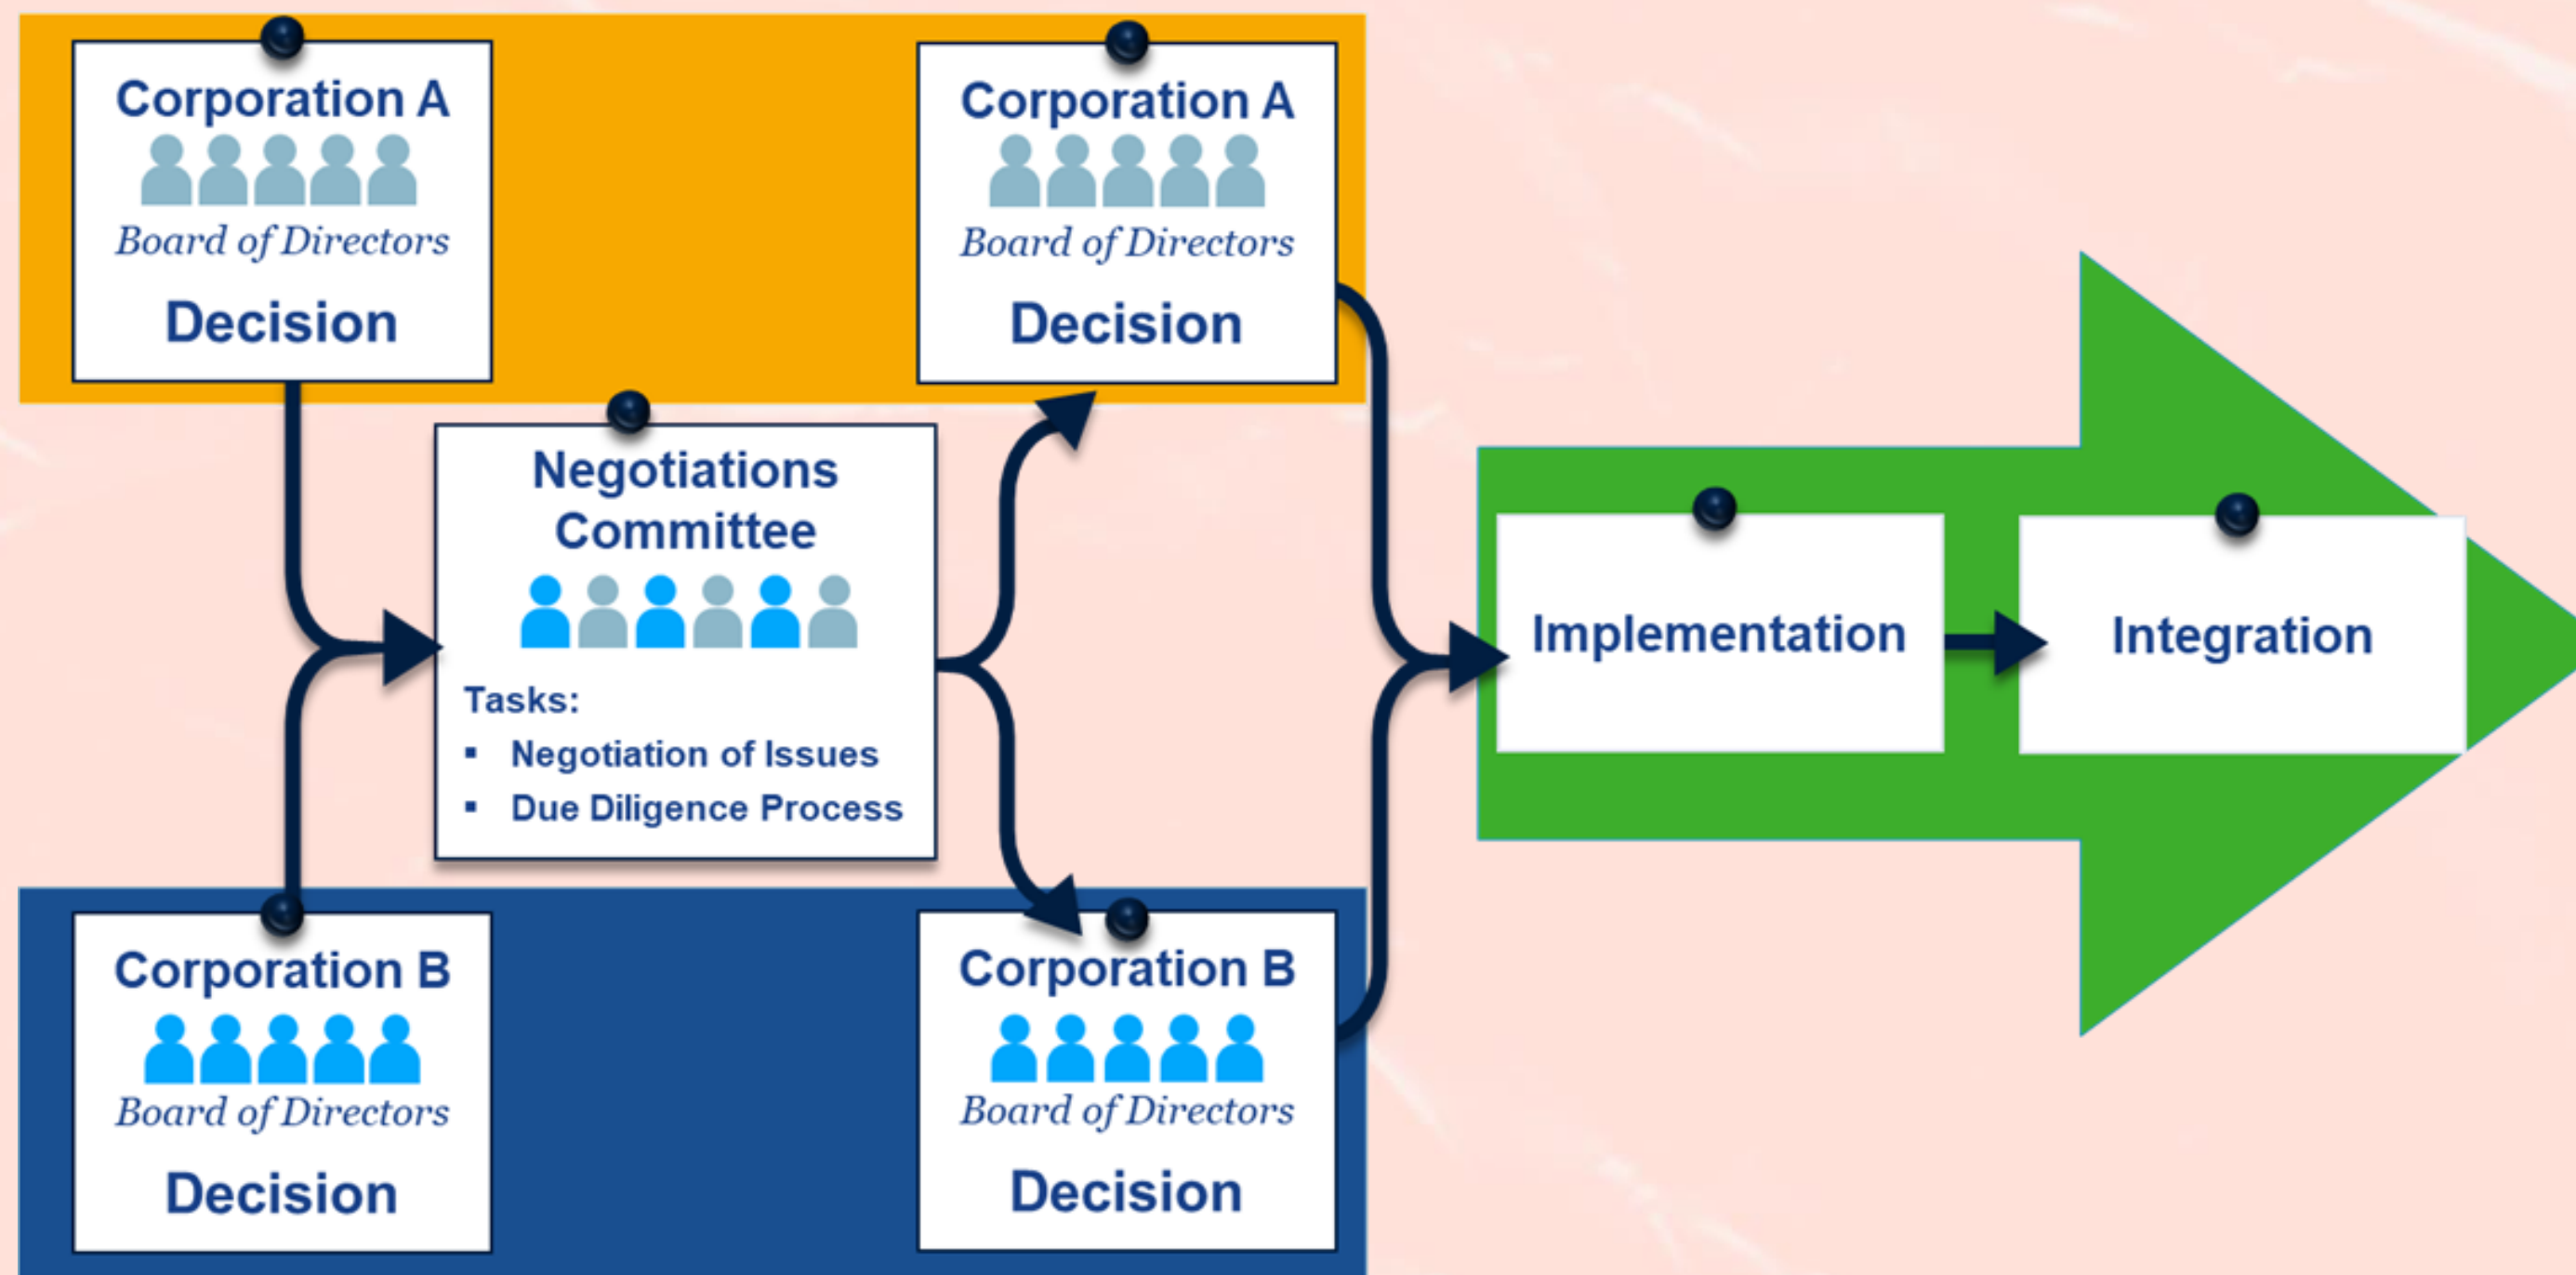 Corporation A
Board of Directors
Decision
Corporation A
Board of Directors
Decision
Negotiations
Committee
Tasks:
▪ Negotiation of Issues
▪ Due Diligence Process
Corporation B
Board of Directors
Decision
Corporation B
Board of Directors
Decision
Implementation
Integration